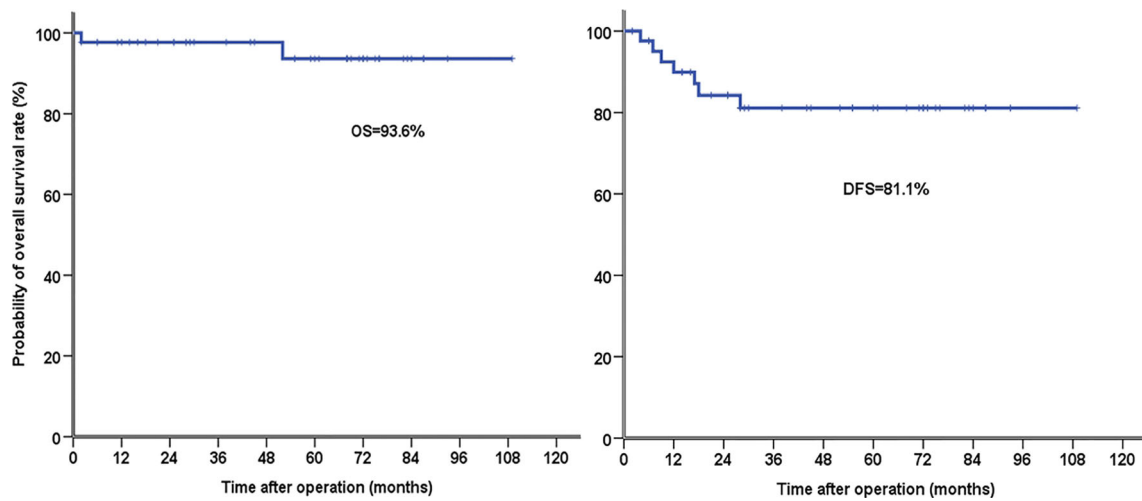 Probability of overall survival rate (%)
100
80
60
40
20
0
OS=93.6%
0 12 24 36 48 60 72 84 96 108 120
Time after operation (months)
100
80
60
40
20
0
DFS=81.1%
0 12 24 36 48 60 72 84 96 108 120
Time after operation (months)